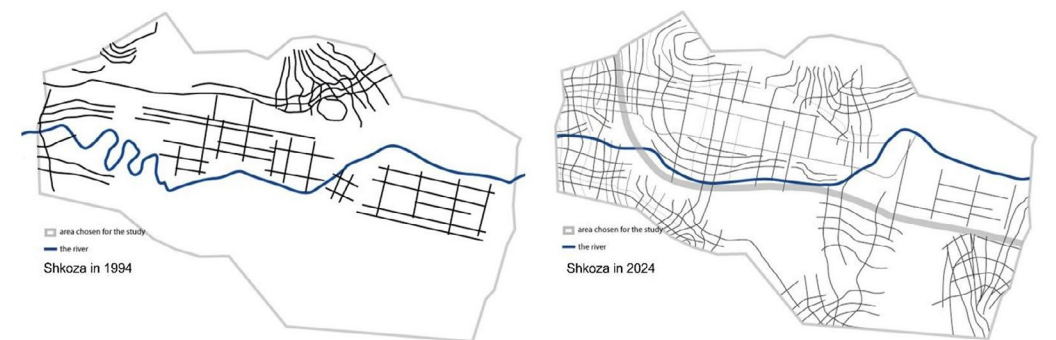 area chosen for the study
the river
Shkoza in 1994
area chosen for the study
the river
Shkoza in 2024